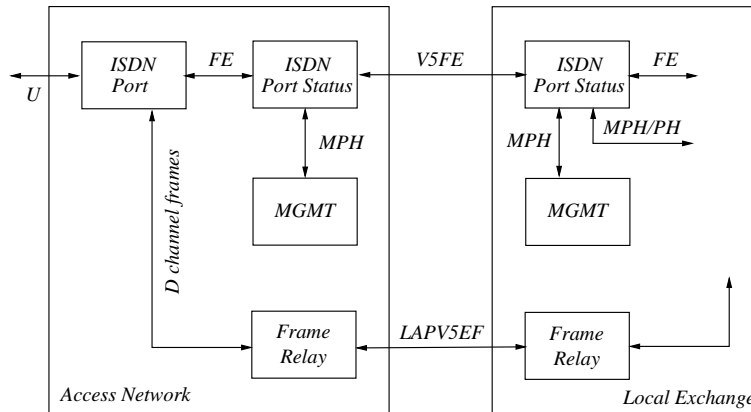 ISDN
Port
FE
ISDN
Port Status
V5FE
ISDN
Port Status
FE
U
MPH
MPH
MPH/PH
MGMT
MGMT
D channel frames
Frame
Relay
LAPV5EF
Frame
Relay
Access Network
Local Exchange